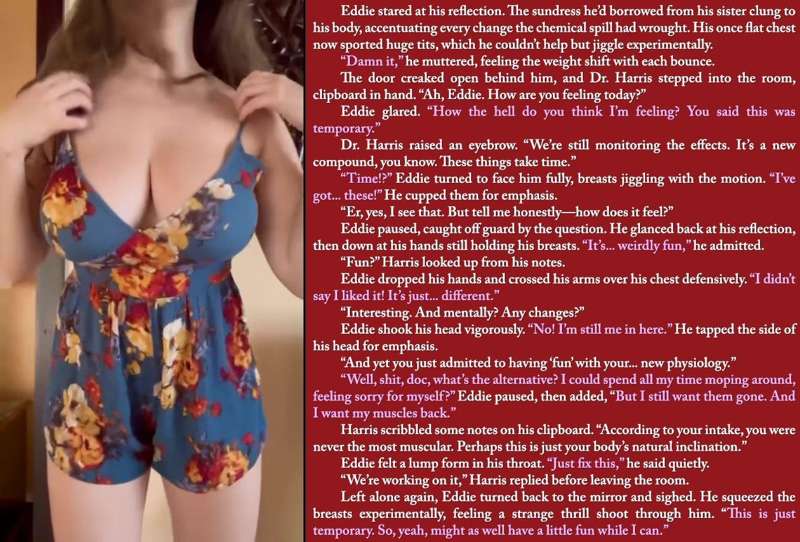 Eddie stared at his reflection. The sundress he'd borrowed from his sister clung to
his body, accentuating every change the chemical spill had wrought. His once flat chest
now sported huge tits, which he couldn't help but jiggle experimentally.
“Damn it,” he muttered, feeling the weight shift with each bounce.
The door creaked open behind him, and Dr. Harris stepped into the room,
clipboard in hand. “Ah, Eddie. How are you feeling today?”
Eddie glared. “How the hell do you think I'm feeling? You said this was
temporary.”
Dr. Harris raised an eyebrow. “We're still monitoring the effects. It's a new
compound, you know. These things take time.”
“Time!?” Eddie turned to face him fully, breasts jiggling with the motion. “I've
got... these!” He cupped them for emphasis.
“Er, yes, I see that. But tell me honestly—how does it feel?”
Eddie paused, caught off guard by the question. He glanced back at his reflection,
then down at his hands still holding his breasts. “It's... weirdly fun,” he admitted.
“Fun?” Harris looked up from his notes.
Eddie dropped his hands and crossed his arms over his chest defensively. “I didn't
say I liked it! It's just... different.”
“Interesting. And mentally? Any changes?”
Eddie shook his head vigorously. “No! I'm still me in here.” He tapped the side of
his head for emphasis.
“And yet you just admitted to having ‘fun’ with your... new physiology.”
“Well, shit, doc, what's the alternative? I could spend all my time moping around,
feeling sorry for myself?” Eddie paused, then added, “But I still want them gone. And
I want my muscles back.”
Harris scribbled some notes on his clipboard. “According to your intake, you were
never the most muscular. Perhaps this is just your body's natural inclination.”
Eddie felt a lump form in his throat. “Just fix this,” he said quietly.
“We're working on it,” Harris replied before leaving the room.
Left alone again, Eddie turned back to the mirror and sighed. He squeezed the
breasts experimentally, feeling a strange thrill shoot through him. “This is just
temporary. So, yeah, might as well have a little fun while I can.”